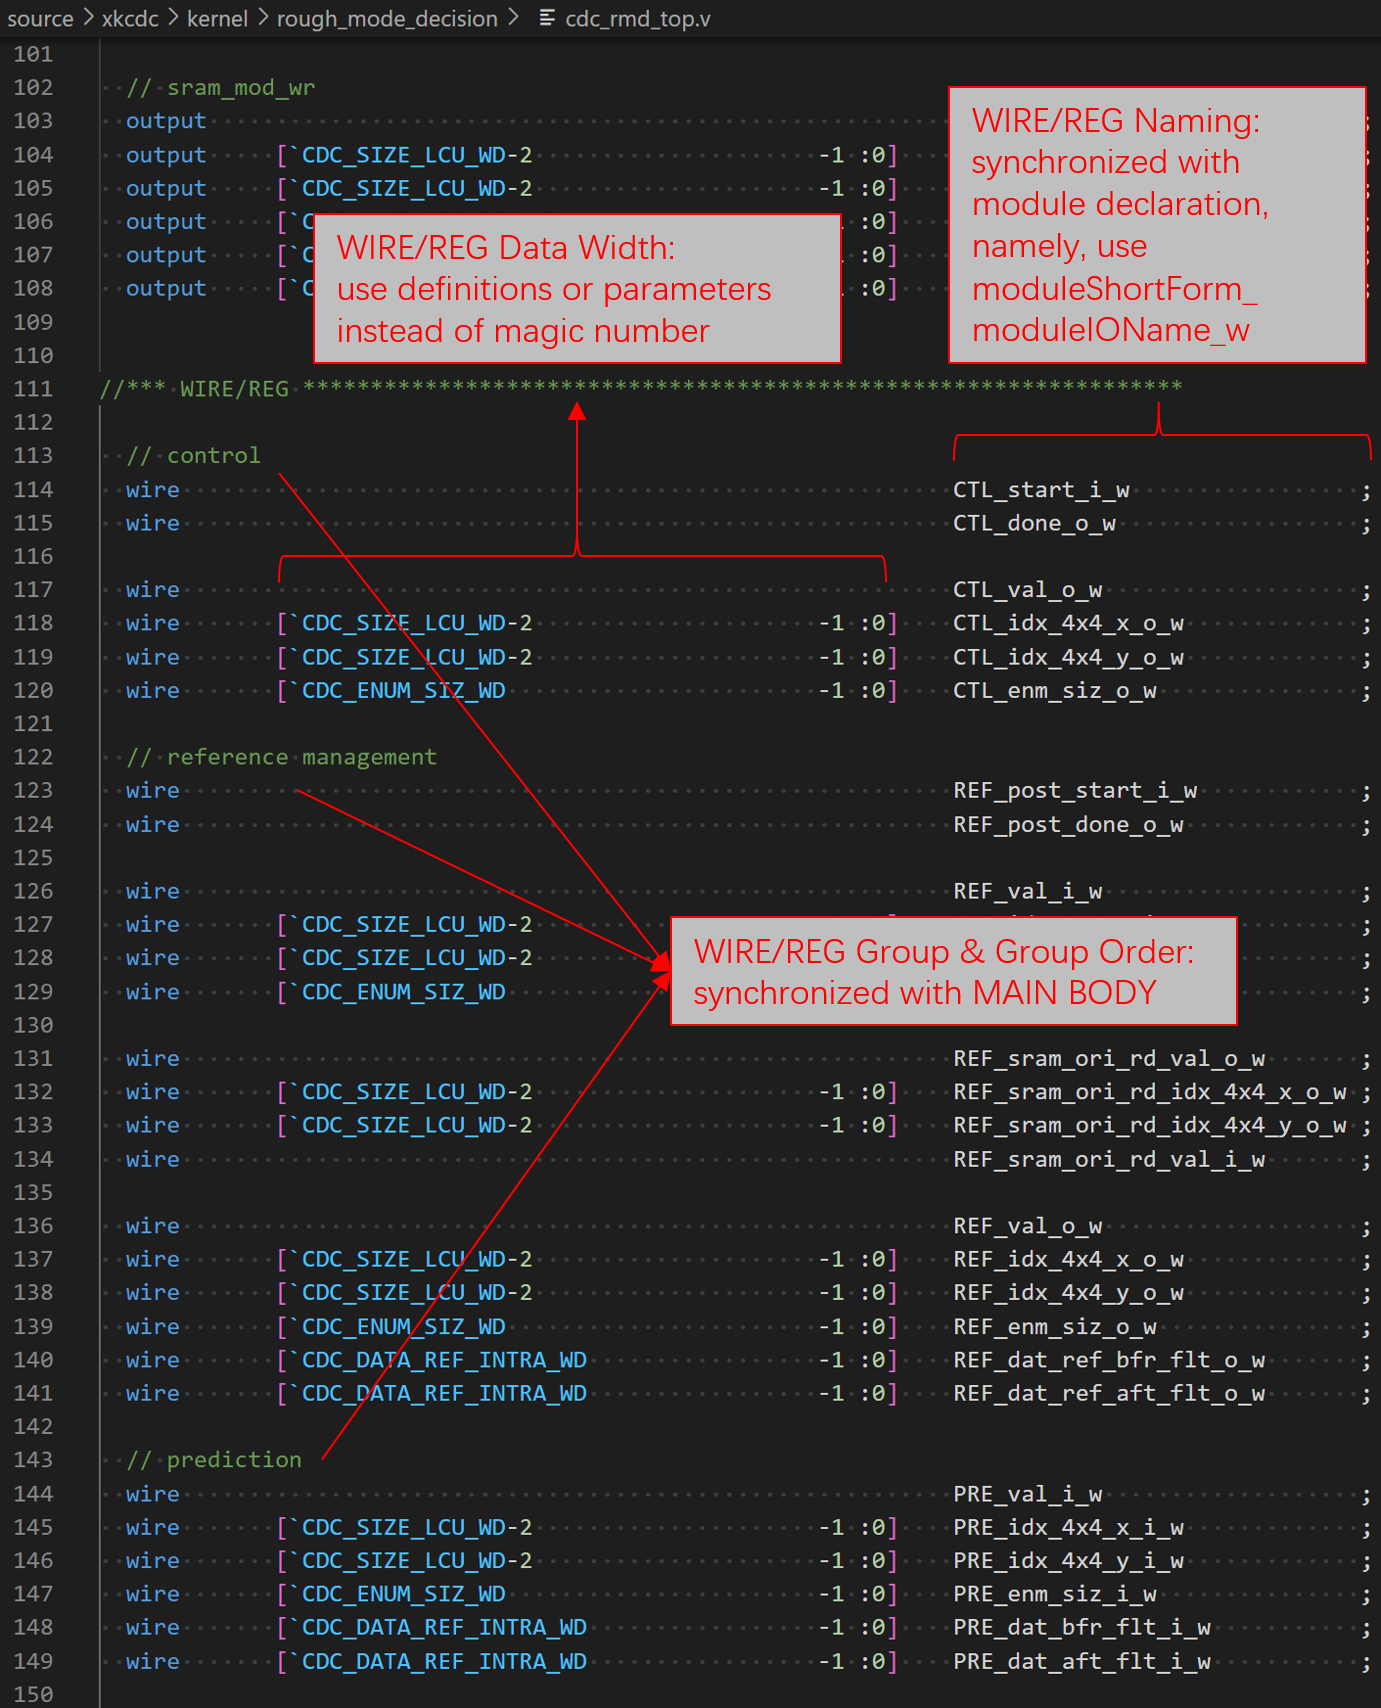 source > xkcdc > kernel > rough_mode_decision > cdc_rmd_top.v
101
102 // sram_mod_wr
103 output ;
104 output [`CDC_SIZE_LCU_WD-2 -1 :0]
105 output [`CDC_SIZE_LCU_WD-2 -1 :0]
106 output [`C :0]
107 output [`C :0]
108 output [`C :0]
109
110
WIRE/REG Data Width:
use definitions or parameters
instead of magic number
WIRE/REG Naming:
synchronized with
module declaration,
namely, use
moduleShortForm_
moduleIOName_w
111 //*** WIRE/REG *****************************************************************
112
113 // control
114 wire CTL_start_i_w ;
115 wire CTL_done_o_w ;
116
117 wire CTL_val_o_w ;
118 wire [`CDC_SIZE_LCU_WD-2 -1 :0] CTL_idx_4x4_x_o_w ;
119 wire [`CDC_SIZE_LCU_WD-2 -1 :0] CTL_idx_4x4_y_o_w ;
120 wire [`CDC_ENUM_SIZ_WD -1 :0] CTL_enm_siz_o_w ;
121
122 // reference management
123 wire REF_post_start_i_w ;
124 wire REF_post_done_o_w ;
125
126 wire REF_val_i_w ;
127 wire [`CDC_SIZE_LCU_WD-2 ;
128 wire [`CDC_SIZE_LCU_WD-2 ;
129 wire [`CDC_ENUM_SIZ_WD ;
WIRE/REG Group & Group Order:
synchronized with MAIN BODY
130
131 wire REF_sram_ori_rd_val_o_w ;
132 wire [`CDC_SIZE_LCU_WD-2 -1 :0] REF_sram_ori_rd_idx_4x4_x_o_w ;
133 wire [`CDC_SIZE_LCU_WD-2 -1 :0] REF_sram_ori_rd_idx_4x4_y_o_w ;
134 wire REF_sram_ori_rd_val_i_w ;
135
136 wire REF_val_o_w ;
137 wire [`CDC_SIZE_LCU_WD-2 -1 :0] REF_idx_4x4_x_o_w ;
138 wire [`CDC_SIZE_LCU_WD-2 -1 :0] REF_idx_4x4_y_o_w ;
139 wire [`CDC_ENUM_SIZ_WD -1 :0] REF_enm_siz_o_w ;
140 wire [`CDC_DATA_REF_INTRA_WD -1 :0] REF_dat_ref_bfr_flt_o_w ;
141 wire [`CDC_DATA_REF_INTRA_WD -1 :0] REF_dat_ref_aft_flt_o_w ;
142
143 // prediction
144 wire PRE_val_i_w ;
145 wire [`CDC_SIZE_LCU_WD-2 -1 :0] PRE_idx_4x4_x_i_w ;
146 wire [`CDC_SIZE_LCU_WD-2 -1 :0] PRE_idx_4x4_y_i_w ;
147 wire [`CDC_ENUM_SIZ_WD -1 :0] PRE_enm_siz_i_w ;
148 wire [`CDC_DATA_REF_INTRA_WD -1 :0] PRE_dat_bfr_flt_i_w ;
149 wire [`CDC_DATA_REF_INTRA_WD -1 :0] PRE_dat_aft_flt_i_w ;
150